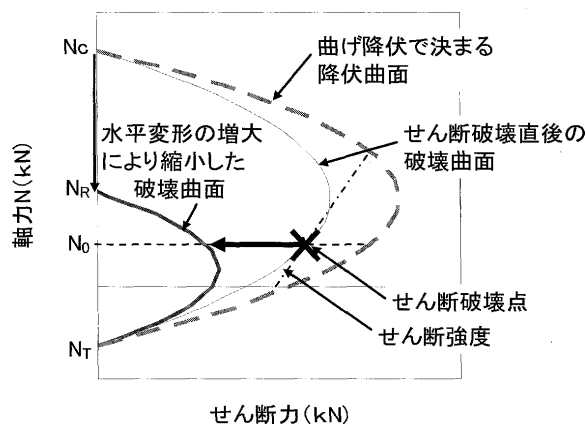 Nc
曲げ降伏で決まる
降伏曲面
水平変形の増大
により縮小した
破壊曲面
せん断破壊直後の
破壊曲面
軸力N(kN)
NR
N0
せん断破壊点
せん断強度
NT
せん断力(kN)